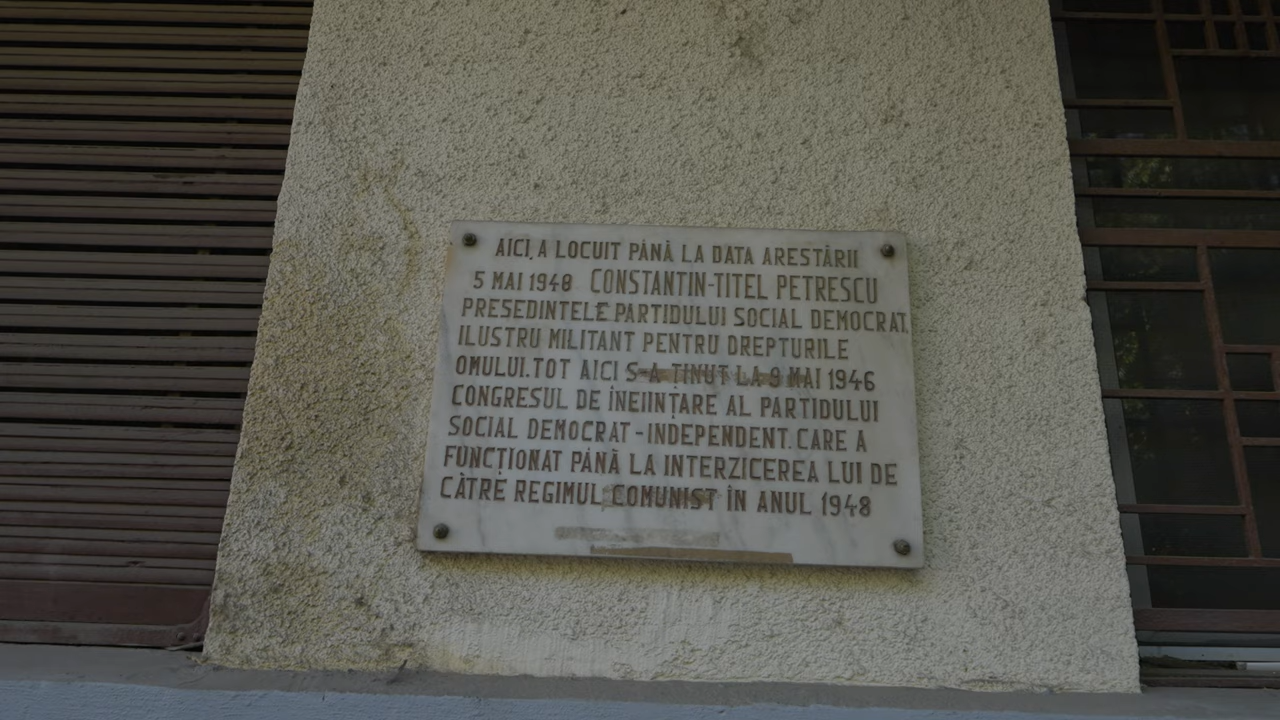 AICI, A LOCUIT PÂNĂ LA DATA ARESTĂRII
5 MAI 1948 CONSTANTIN-TITEL PETRESCU
PRESEDINTELE PARTIDULUI SOCIAL DEMOCRAT,
ILUSTRU MILITANT PENTRU DREPTURILE
OMULUI. TOT AICI S-A ȚINUT LA 9 MAI 1946
CONGRESUL DE ÎNFIINȚARE AL PARTIDULUI
SOCIAL DEMOCRAT-INDEPENDENT. CARE A
FUNCȚIONAT PÂNĂ LA INTERZICEREA LUI DE
CĂTRE REGIMUL COMUNIST ÎN ANUL 1948